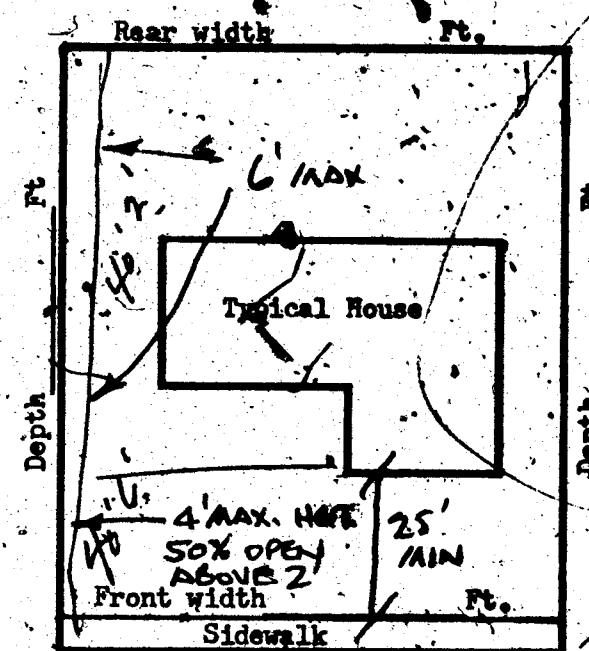 Rear width Ft.
6' MAX
Ft
Typical House
Depth
Depth
4' MAX. HGT.
50% OPEN
ABOVE 2
25'
MIN
Front width Ft.
Sidewalk